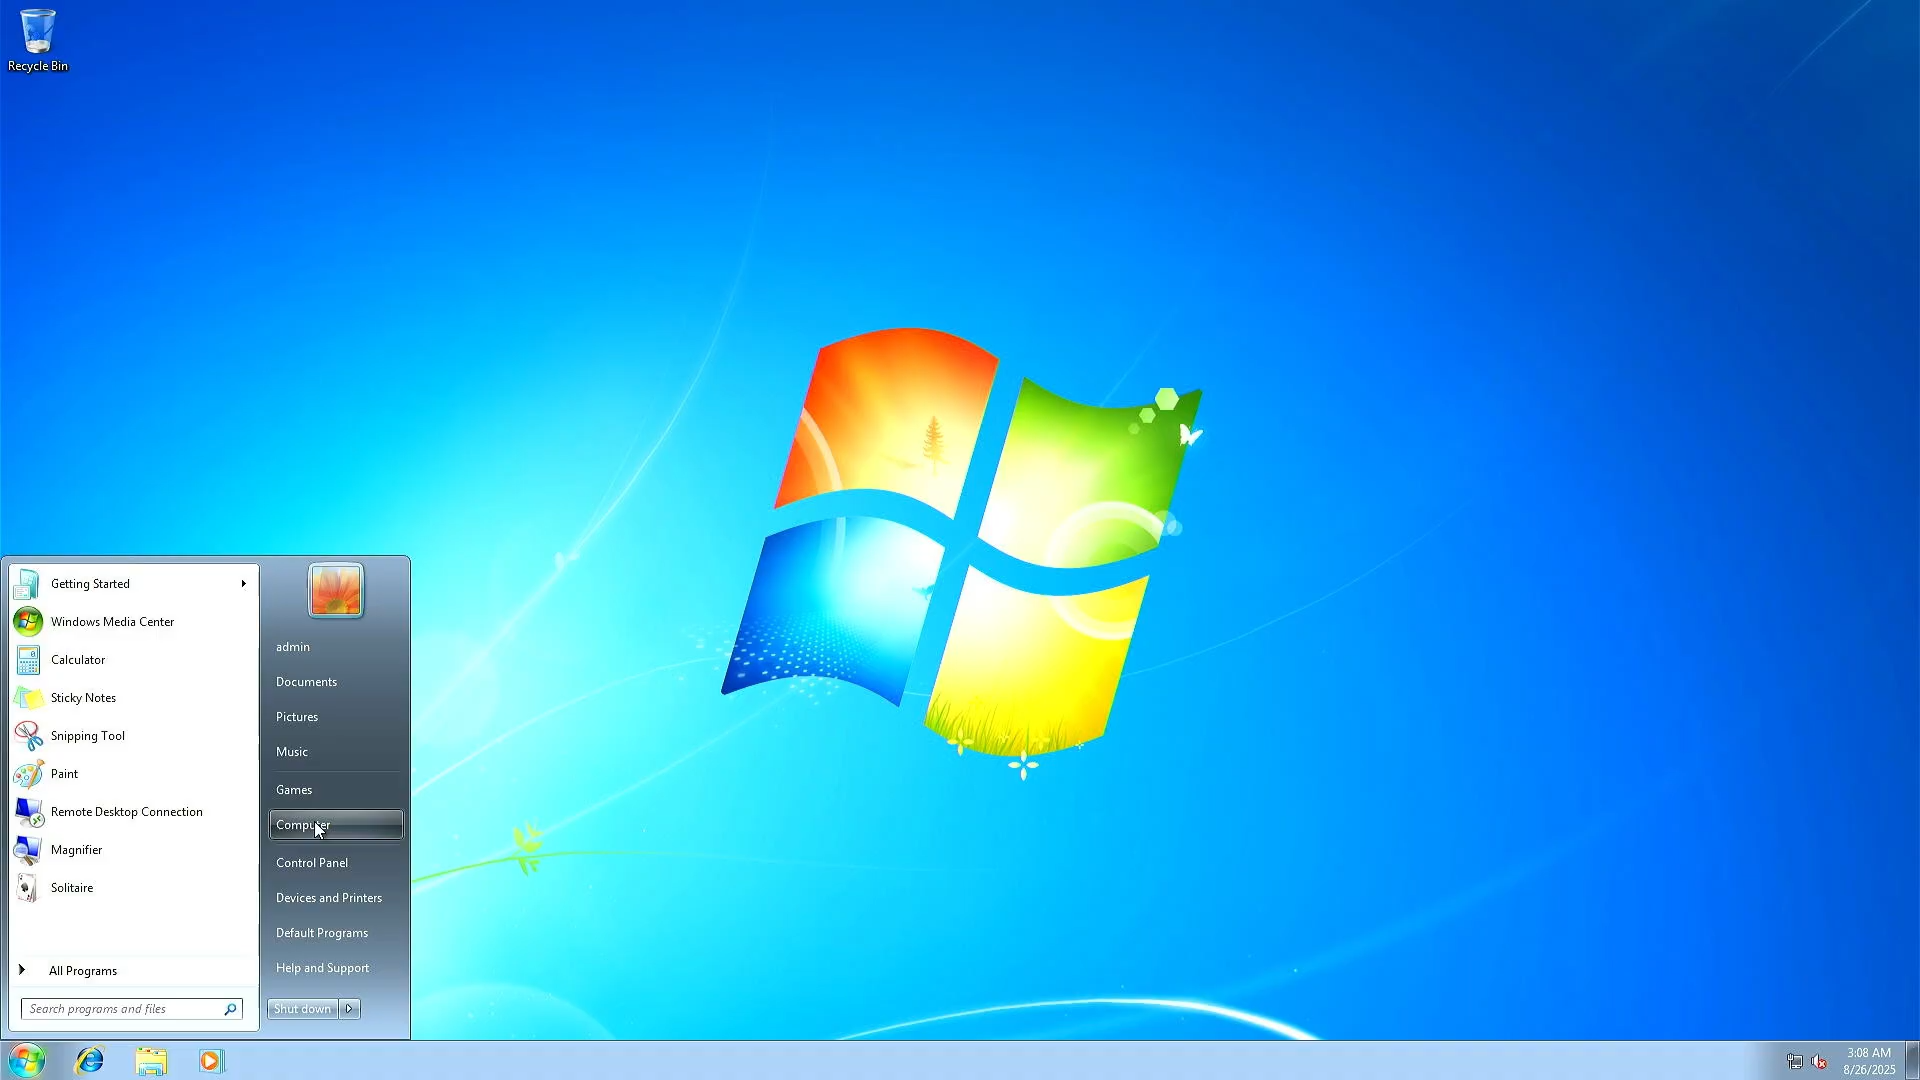 Recycle Bin
Getting Started
Windows Media Center
Calculator
Sticky Notes
Snipping Tool
Paint
Remote Desktop Connection
Magnifier
Solitaire
All Programs
Search programs and files
admin
Documents
Pictures
Music
Games
Computer
Control Panel
Devices and Printers
Default Programs
Help and Support
Shut down
3:08 AM
8/26/2025